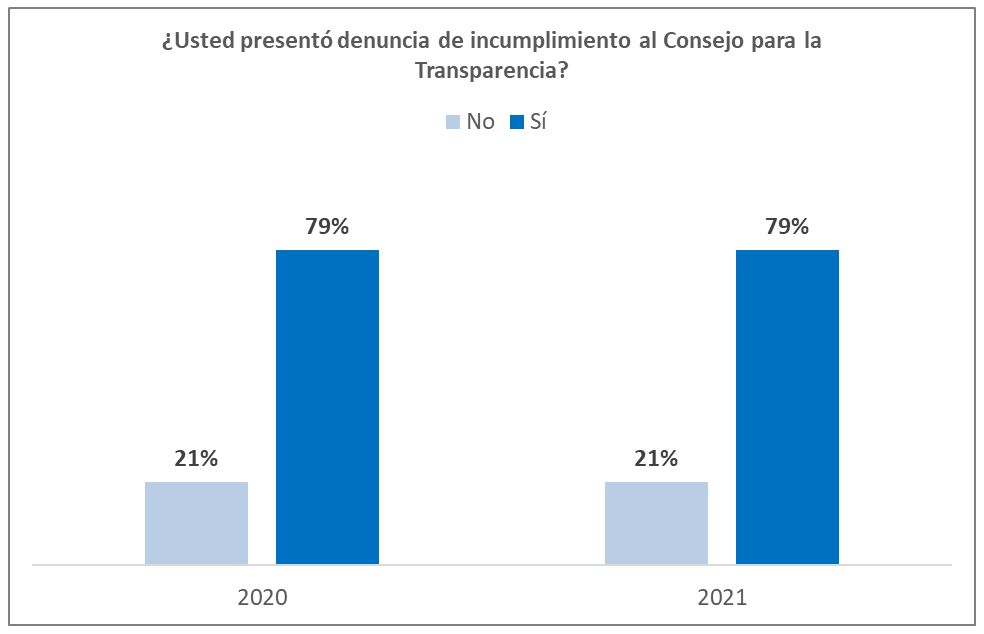 ¿Usted presentó denuncia de incumplimiento al Consejo para la
Transparencia?
No Sí
79% 79%
21% 21%
2020 2021